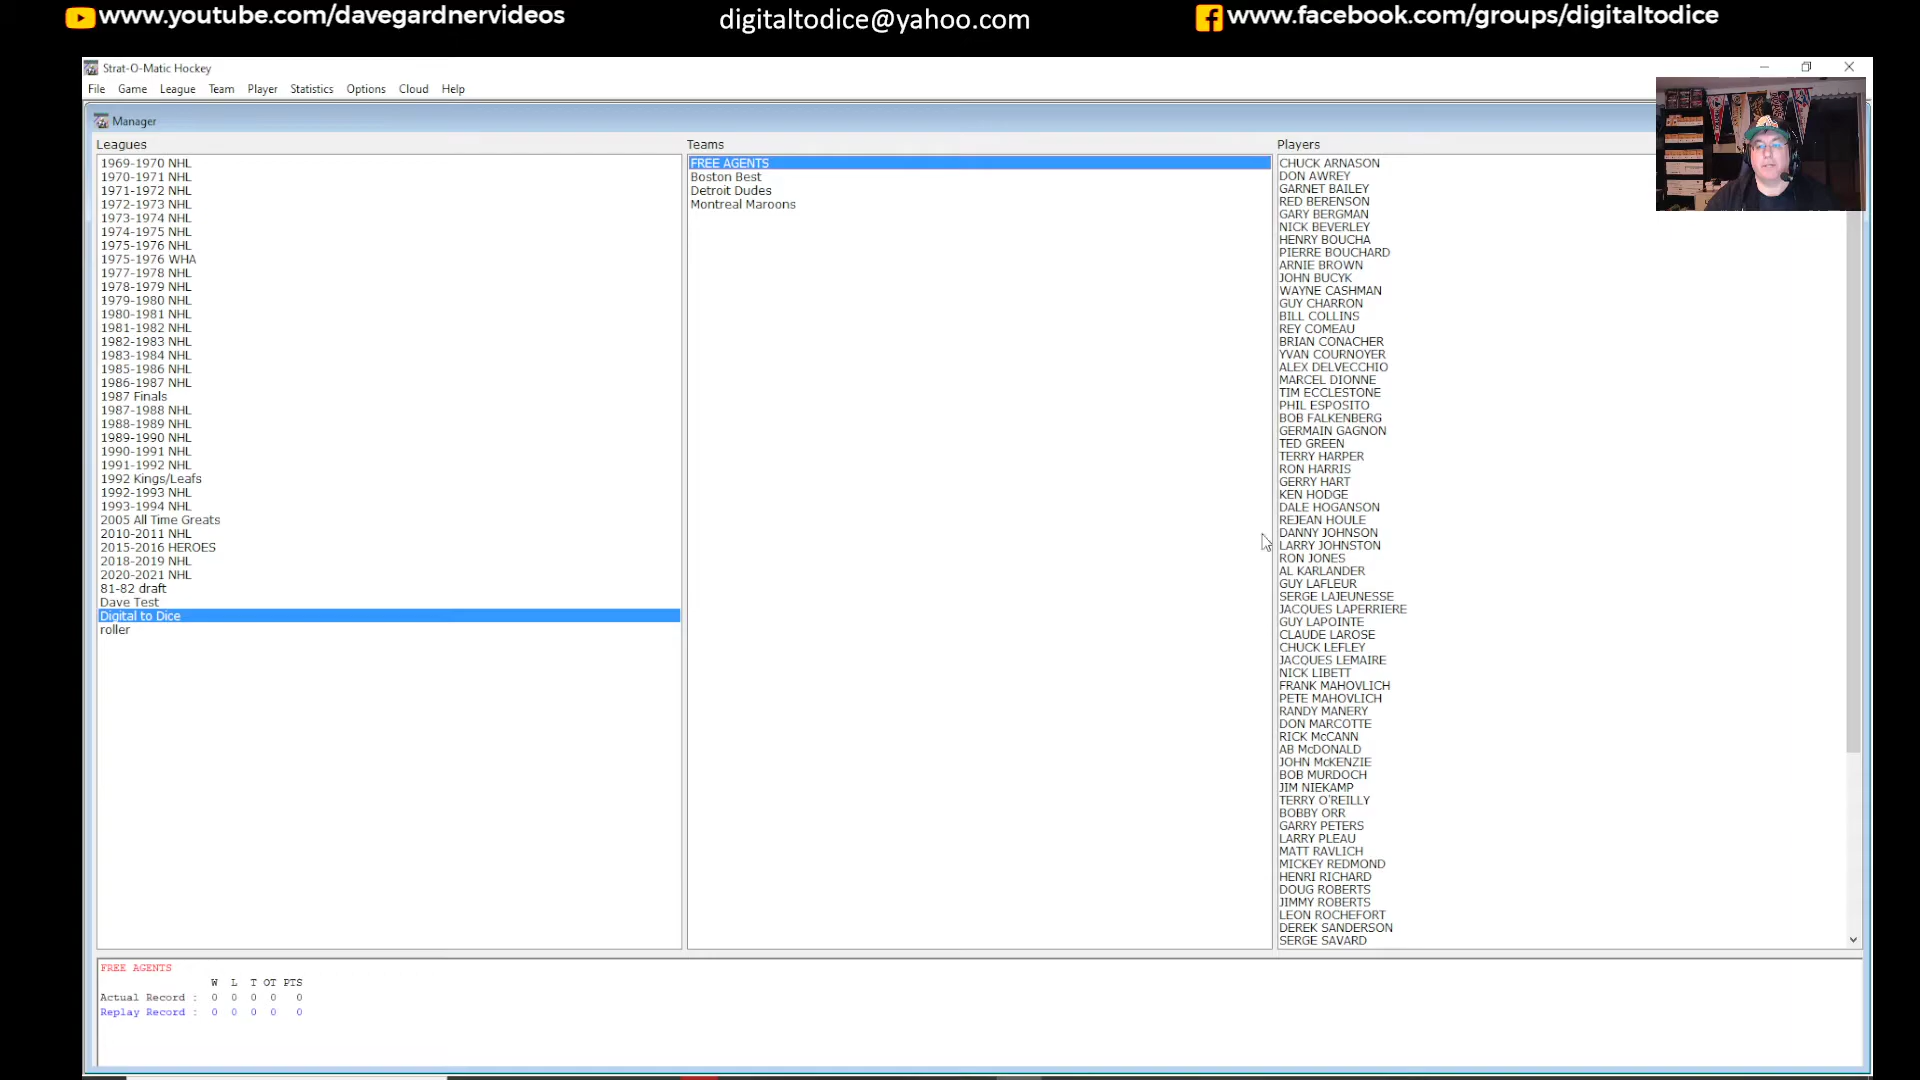 www.youtube.com/davegardnervideos
digitaltodice@yahoo.com
www.facebook.com/groups/digitaltodice
Strat-O-Matic Hockey
File Game League Team Player Statistics Options Cloud Help
Manager
Leagues
1969-1970 NHL
1970-1971 NHL
1971-1972 NHL
1972-1973 NHL
1973-1974 NHL
1974-1975 NHL
1975-1976 NHL
1975-1976 WHA
1977-1978 NHL
1978-1979 NHL
1979-1980 NHL
1980-1981 NHL
1981-1982 NHL
1982-1983 NHL
1983-1984 NHL
1985-1986 NHL
1986-1987 NHL
1987 Finals
1987-1988 NHL
1988-1989 NHL
1989-1990 NHL
1990-1991 NHL
1991-1992 NHL
1992 Kings/Leafs
1992-1993 NHL
1993-1994 NHL
2005 All Time Greats
2010-2011 NHL
2015-2016 HEROES
2018-2019 NHL
2020-2021 NHL
81-82 draft
Dave Test
Digital to Dice
roller
Teams
FREE AGENTS
Boston Best
Detroit Dudes
Montreal Maroons
Players
CHUCK ARNASON
DON AWREY
GARNET BAILEY
RED BERENSON
GARY BERGMAN
NICK BEVERLEY
HENRY BOUCHA
PIERRE BOUCHARD
ARNIE BROWN
JOHN BUCYK
WAYNE CASHMAN
GUY CHARRON
BILL COLLINS
REY COMEAU
BRIAN CONACHER
YVAN COURNOYER
ALEX DELVECCHIO
MARCEL DIONNE
TIM ECCLESTONE
PHIL ESPOSITO
BOB FALKENBERG
GERMAIN GAGNON
TED GREEN
TERRY HARPER
RON HARRIS
GERRY HART
KEN HODGE
DALE HOGANSON
REJEAN HOULE
DANNY JOHNSON
LARRY JOHNSTON
RON JONES
AL KARLANDER
GUY LAFLEUR
SERGE LAJEUNESSE
JACQUES LAPERRIERE
GUY LAPOINTE
CLAUDE LAROSE
CHUCK LEFLEY
JACQUES LEMAIRE
NICK LIBETT
FRANK MAHOVLICH
PETE MAHOVLICH
RANDY MANERY
DON MARCOTTE
RICK McCANN
AB McDONALD
JOHN McKENZIE
BOB MURDOCH
JIM NIEKAMP
TERRY O'REILLY
BOBBY ORR
GARRY PETERS
LARRY PLEAU
MATT RAVLICH
MICKEY REDMOND
HENRI RICHARD
DOUG ROBERTS
JIMMY ROBERTS
LEON ROCHEFORT
DEREK SANDERSON
SERGE SAVARD
FREE AGENTS
W L T OT PTS
Actual Record : 0 0 0 0 0
Replay Record : 0 0 0 0 0